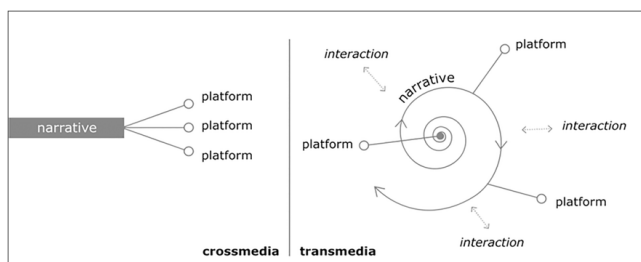 narrative
platform
platform
platform
crossmedia
interaction
narrative
platform
interaction
platform
platform
interaction
transmedia